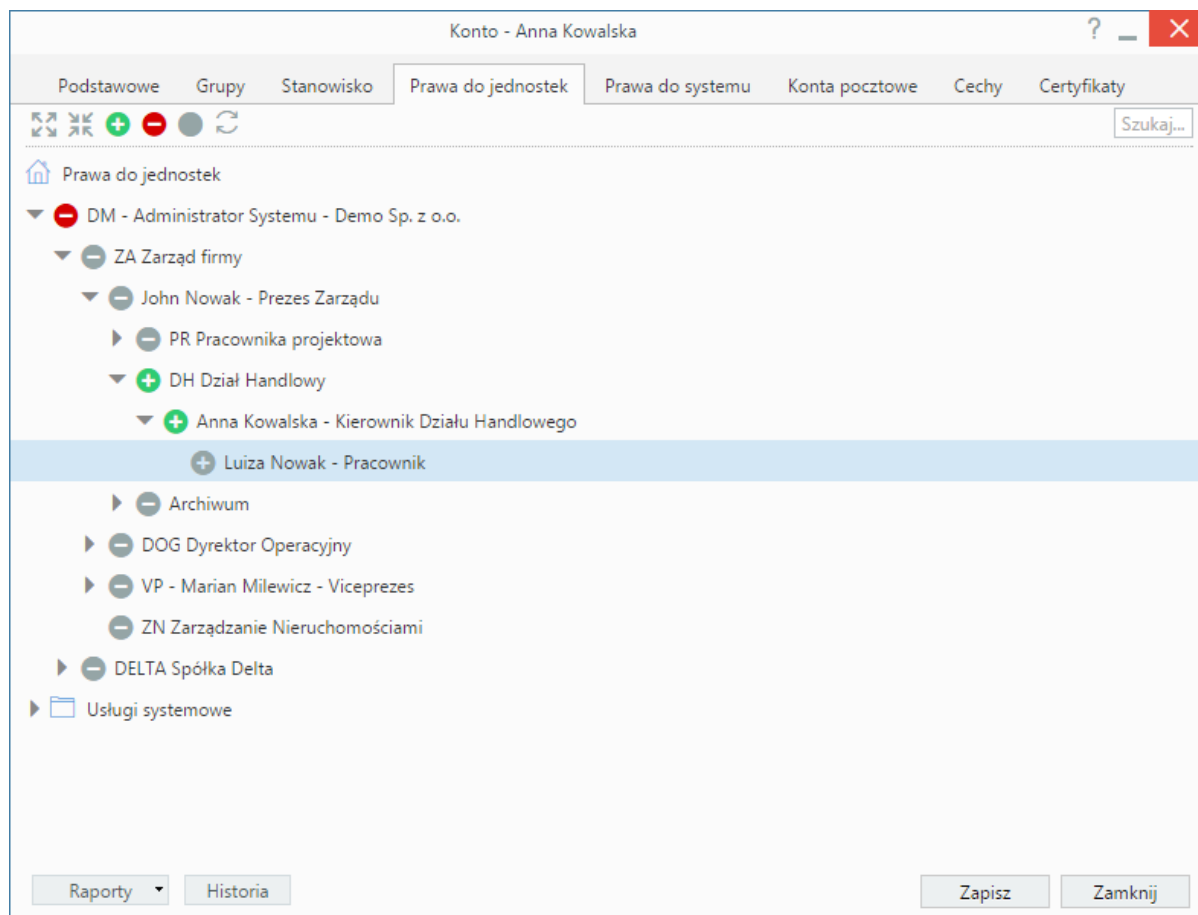 Konto - Anna Kowalska
?
Podstawowe Grupy Stanowisko Prawa do jednostek Prawa do systemu Konta pocztowe Cechy Certyfikaty
Szukaj...
Prawa do jednostek
DM - Administrator Systemu - Demo Sp. z o.o.
ZA Zarząd firmy
John Nowak - Prezes Zarządu
PR Pracownika projektowa
DH Dział Handlowy
Anna Kowalska - Kierownik Działu Handlowego
Luiza Nowak - Pracownik
Archiwum
DOG Dyrektor Operacyjny
VP - Marian Milewicz - Viceprezes
ZN Zarządzanie Nieruchomościami
DELTA Spółka Delta
Usługi systemowe
Raporty Historia Zapisz Zamknij